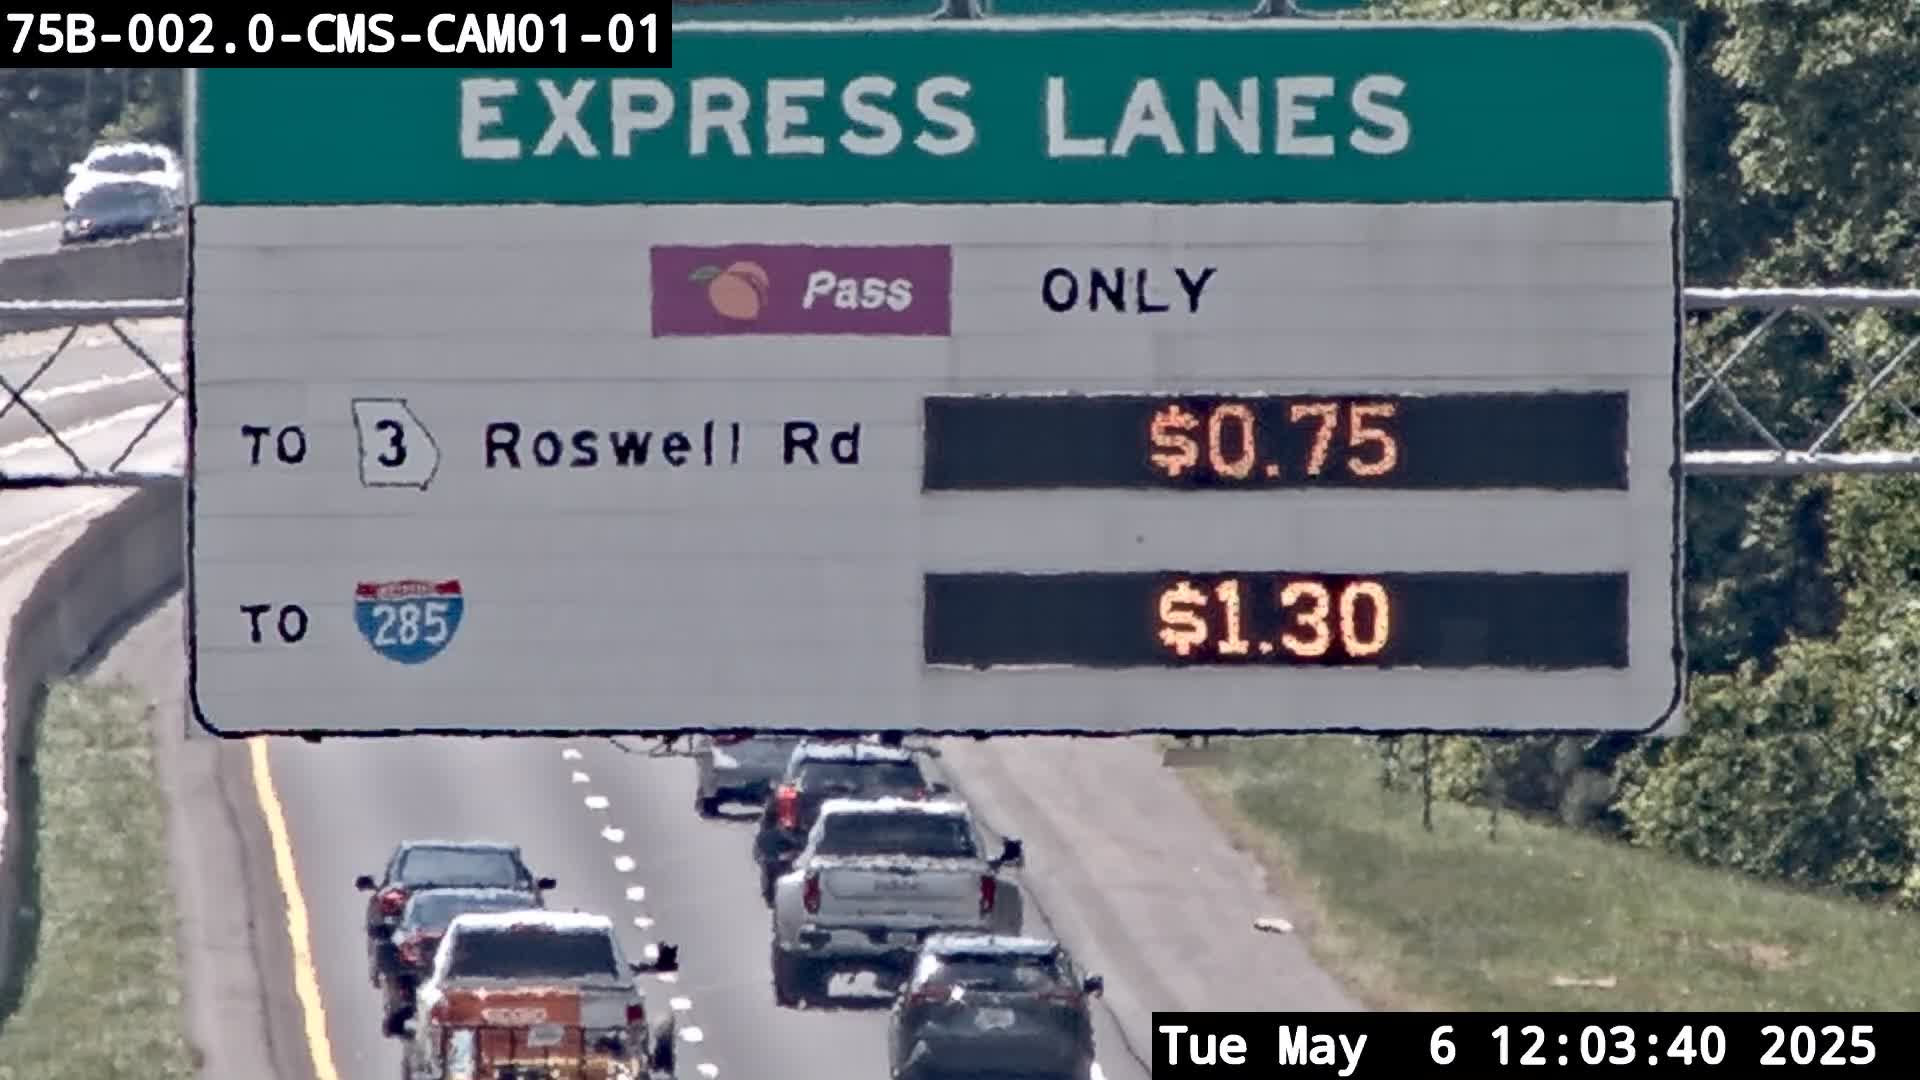 75B-002.0-CMS-CAM01-01
EXPRESS LANES
Pass ONLY
TO 3 Roswell Rd $0.75
TO 285 $1.30
Tue May 6 12:03:40 2025